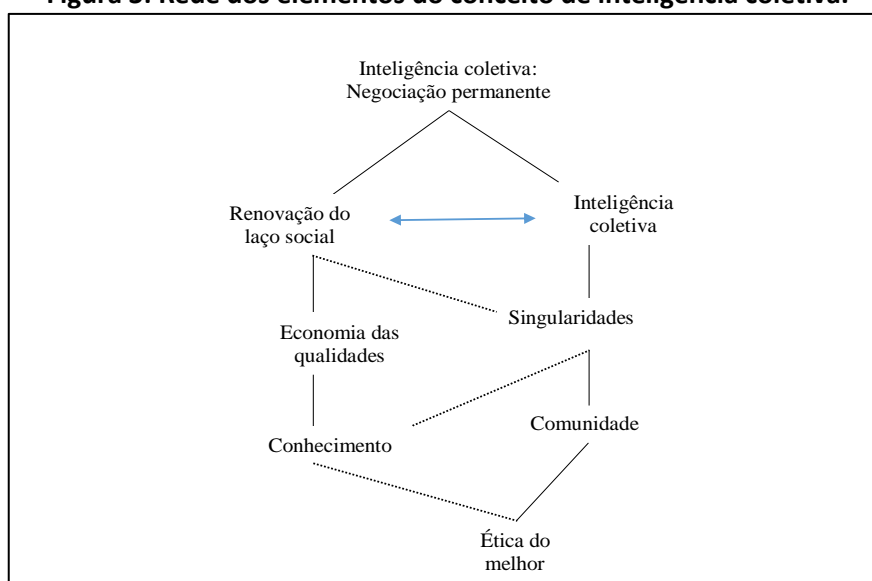 Figura Rede dos elementos do conceito de inteligência coletiva.
Inteligência coletiva:
Negociação permanente
Renovação do
laço social
Inteligência
coletiva
Economia das
qualidades
Singularidades
Conhecimento
Comunidade
Ética do
melhor